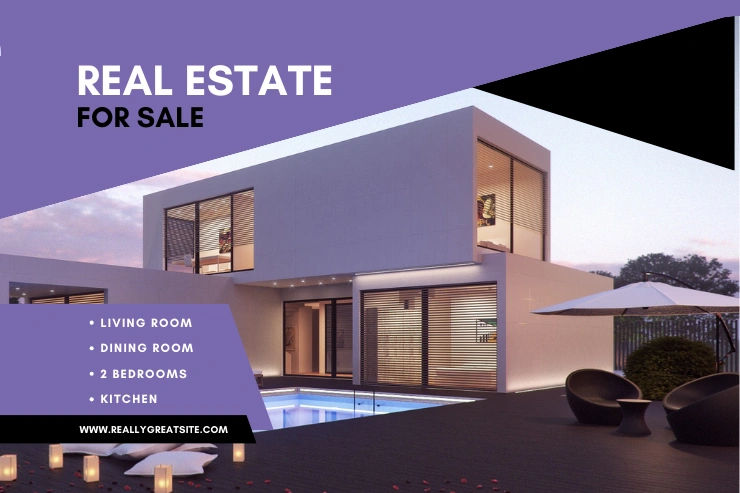 REAL ESTATE
FOR SALE
• LIVING ROOM
• DINING ROOM
• 2 BEDROOMS
• KITCHEN
WWW.REALLYGREATSITE.COM